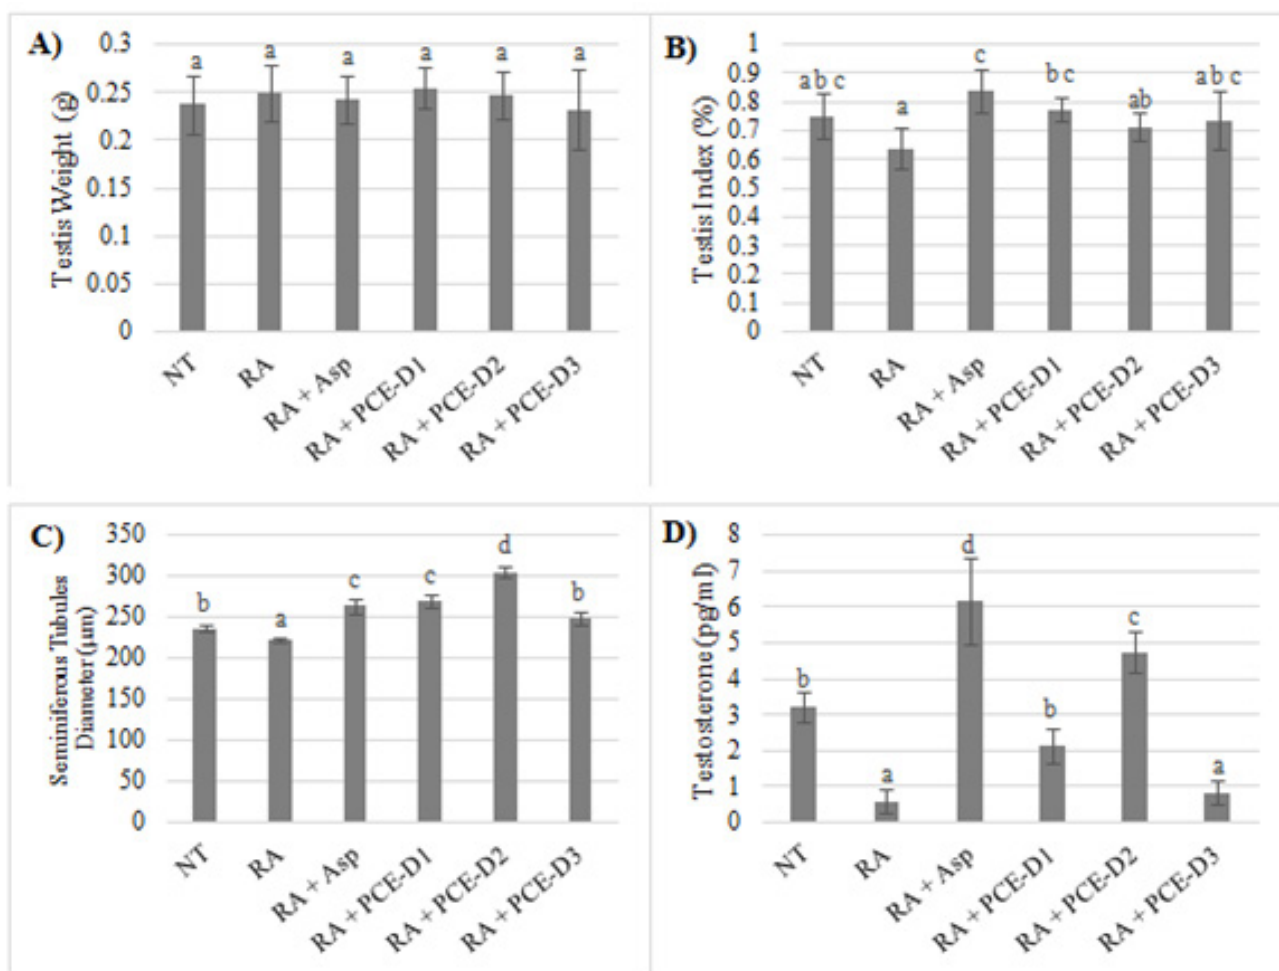 A)
Testis Weight (g)
0.3
0.25
0.2
0.15
0.1
0.05
0
a a a a a a
NT RA RA + Asp RA + PCE-D1 RA + PCE-D2 RA + PCE-D3
B)
Testis Index (%)
1
0.9
0.8
0.7
0.6
0.5
0.4
0.3
0.2
0.1
0
a b c a c b c ab a b c
NT RA RA + Asp RA + PCE-D1 RA + PCE-D2 RA + PCE-D3
C)
Seminiferous Tubules
Diameter (µm)
350
300
250
200
150
100
50
0
b a c c d b
NT RA RA + Asp RA + PCE-D1 RA + PCE-D2 RA + PCE-D3
D)
Testosterone (pg/ml)
8
7
6
5
4
3
2
1
0
b a d b c a
NT RA RA + Asp RA + PCE-D1 RA + PCE-D2 RA + PCE-D3